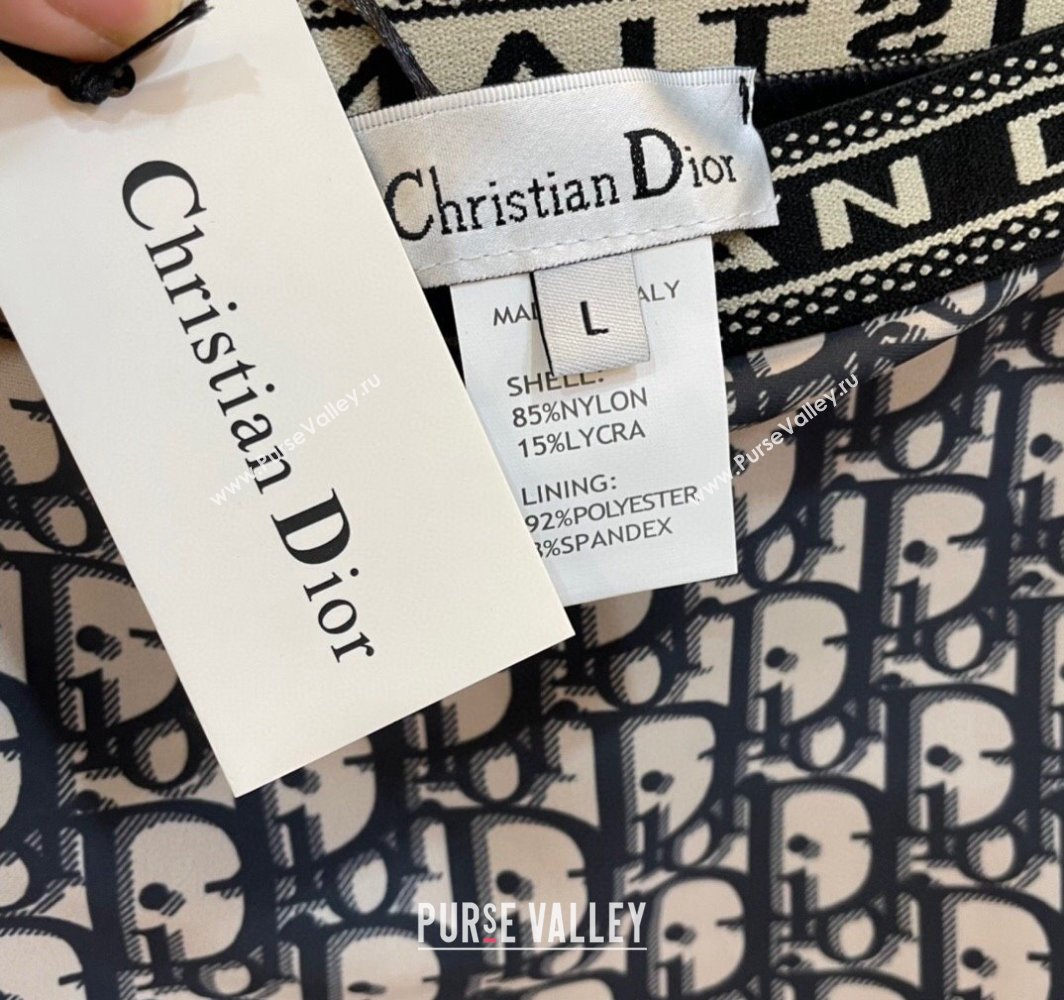 Christian Dior
Christian Dior
L
SHELL:
85%NYLON
15%LYCRA
LINING:
92%POLYESTER
%SPANDEX
AN D
www.PurseValley.ru
www.PurseValley.ru
PURSE VALLEY